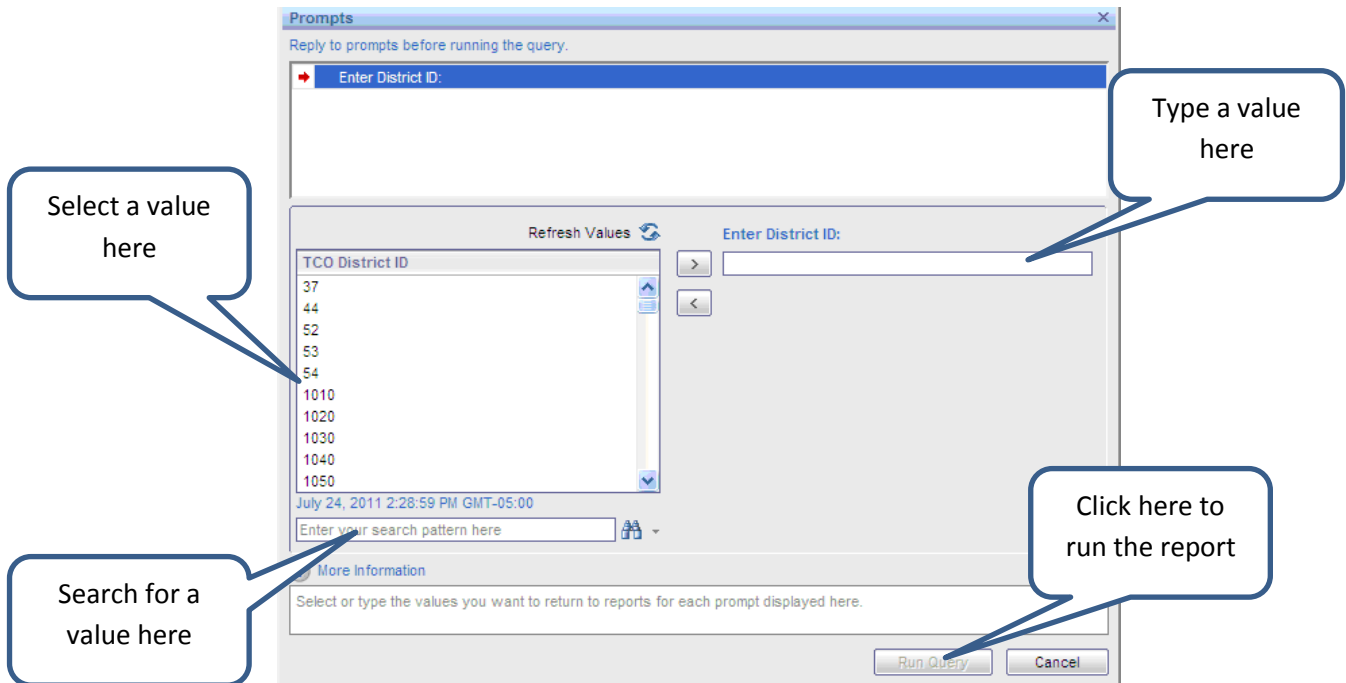 Prompts
Reply to prompts before running the query.
Enter District ID:
Type a value
here
Select a value
here
Refresh Values
Enter District ID:
TCO District ID
>
37
44
<
52
53
54
1010
1020
1030
1040
1050
July 24, 2011 2:28:59 PM GMT-05:00
Enter your search pattern here
Click here to
run the report
More Information
Search for a
value here
Select or type the values you want to return to reports for each prompt displayed here.
Run Query
Cancel